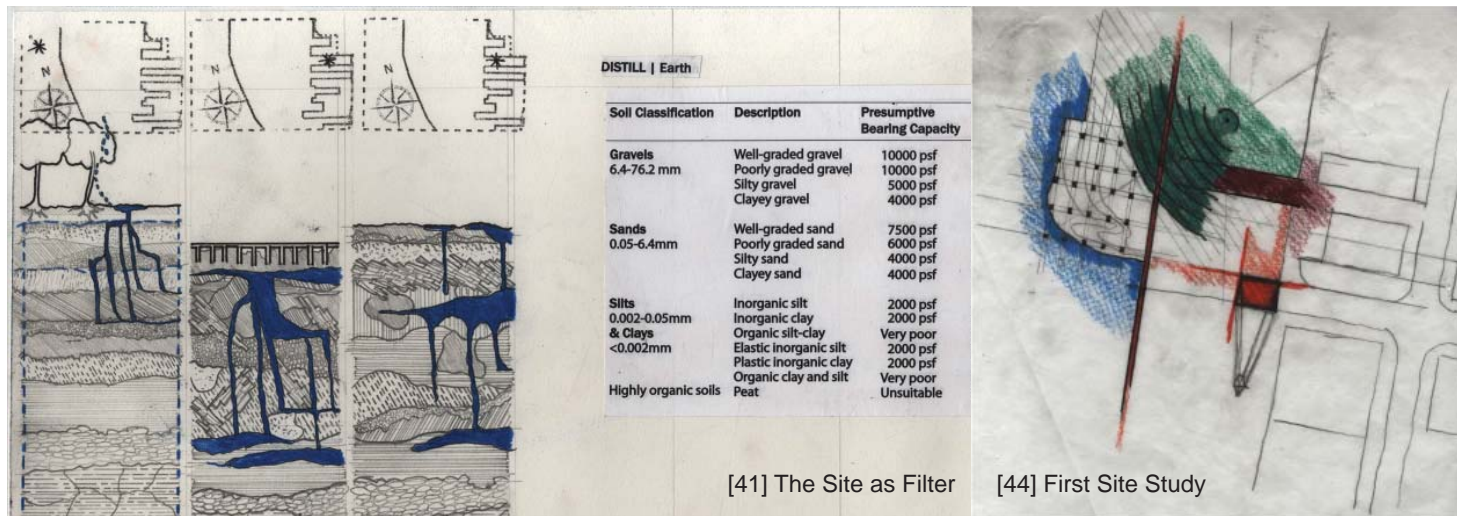 N
N
N
DISTILL | Earth
Soil Classification Description Presumptive
Bearing Capacity
Gravels Well-graded gravel 10000 psf
6.4-76.2 mm Poorly graded gravel 10000 psf
Silty gravel 5000 psf
Clayey gravel 4000 psf
Sands Well-graded sand 7500 psf
0.05-6.4mm Poorly graded sand 6000 psf
Silty sand 4000 psf
Clayey sand 4000 psf
Silts Inorganic silt 2000 psf
0.002-0.05mm Inorganic clay 2000 psf
& Clays Organic silt-clay Very poor
<0.002mm Elastic inorganic silt 2000 psf
Plastic inorganic clay 2000 psf
Organic clay and silt Very poor
Highly organic soils Peat Unsuitable
[41] The Site as Filter
[44] First Site Study